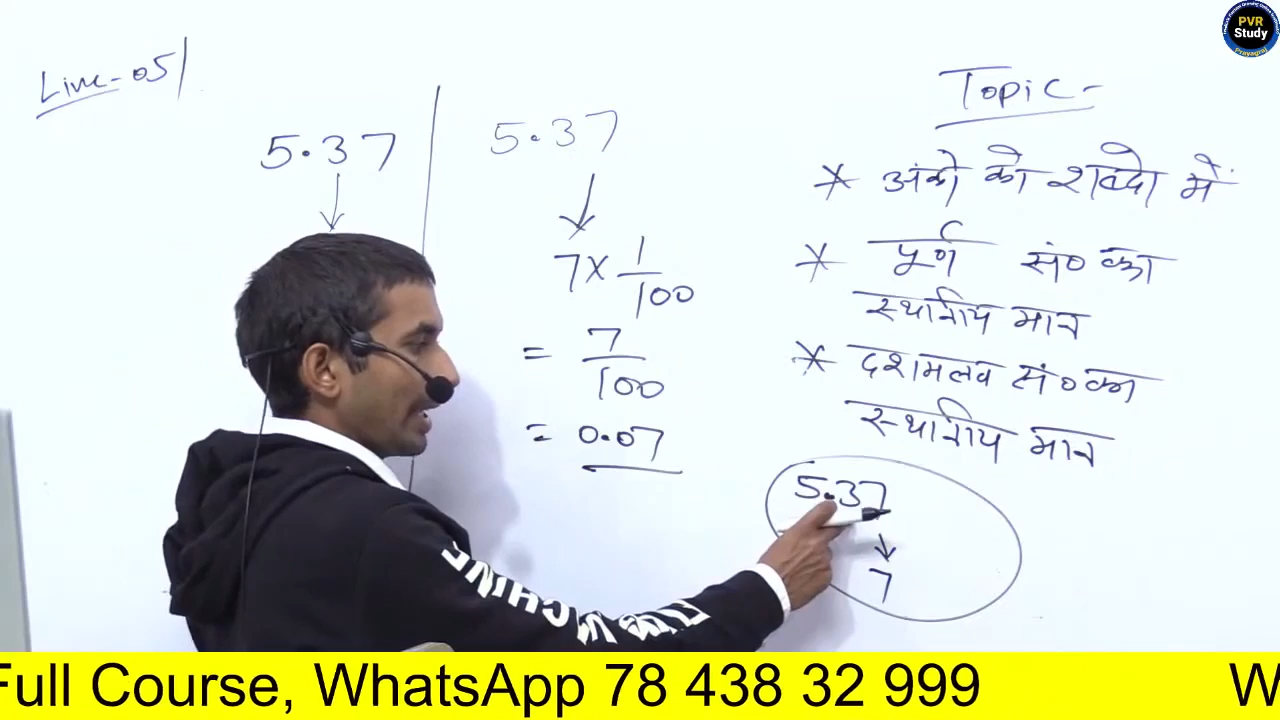 Live-05
5.37
5.37
7 × 1/100
= 7/100
= 0.07
Topic-
* अंको को शब्दो में
* पूर्ण सं० का
स्थानीय मान
* दशमलव सं० का
स्थानीय मान
5.37
7
PVR
Study
Prayagraj
Full Course, WhatsApp 78 438 32 999
W